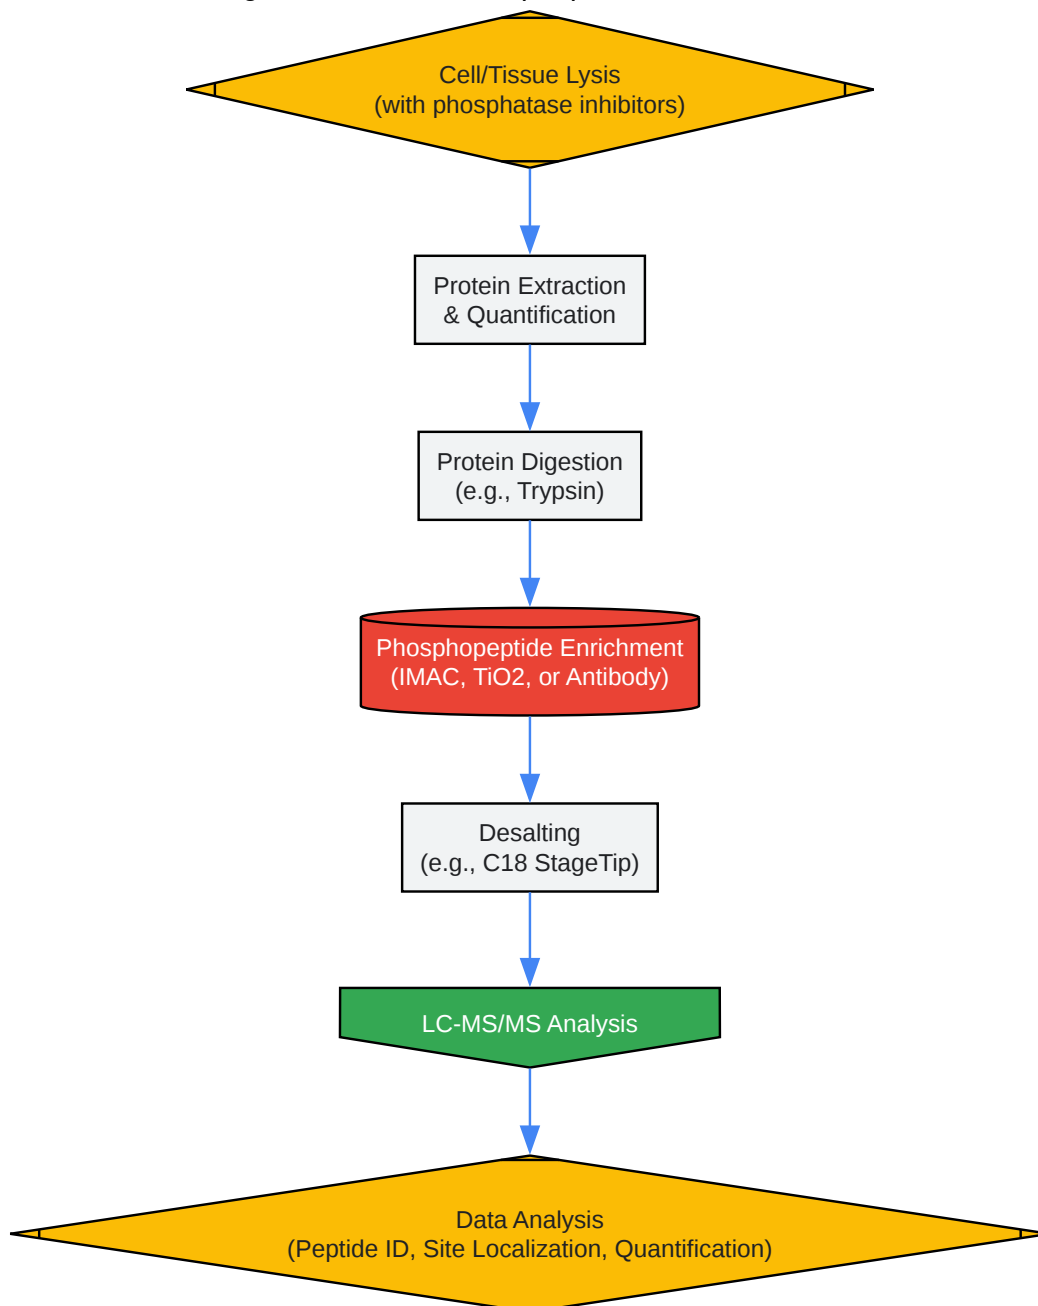 Cell/Tissue Lysis
(with phosphatase inhibitors)
Protein Extraction
& Quantification
Protein Digestion
(e.g., Trypsin)
Phosphopeptide Enrichment
(IMAC, TiO2, or Antibody)
Desalting
(e.g., C18 StageTip)
LC-MS/MS Analysis
Data Analysis
(Peptide ID, Site Localization, Quantification)